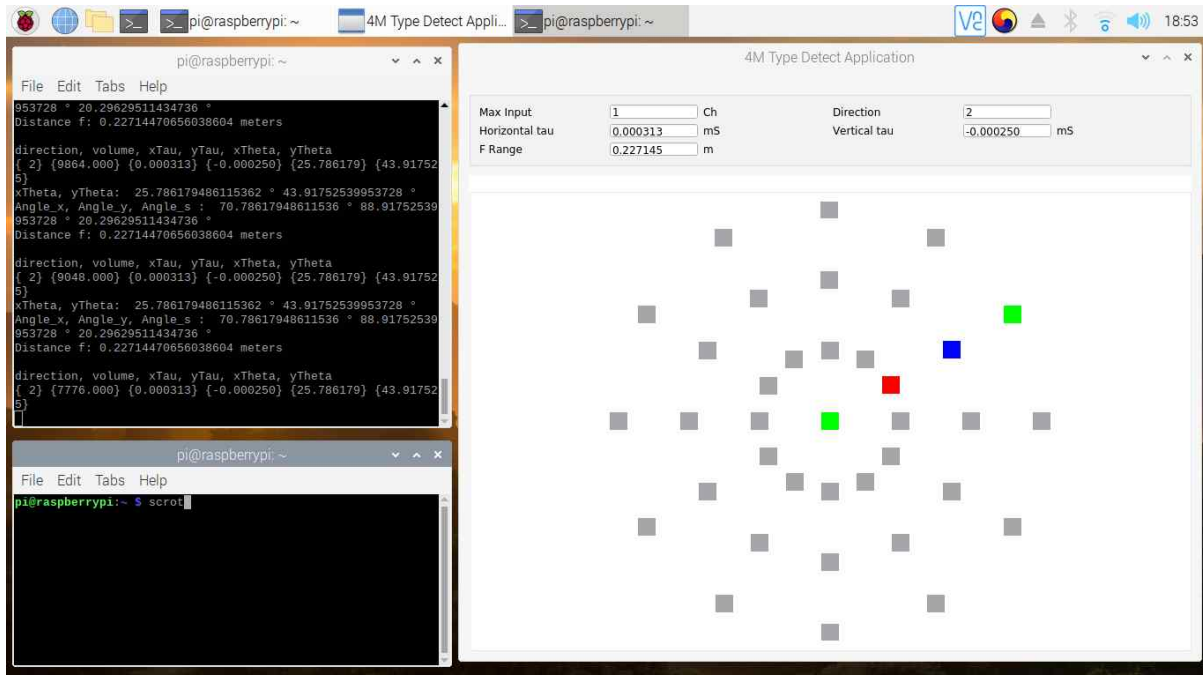 pi@raspberrypi: ~
4M Type Detect Appli...
pi@raspberrypi: ~
18:53
pi@raspberrypi: ~
File Edit Tabs Help
953728 ° 20.29629511434736 °
Distance f: 0.22714470656038604 meters
direction, volume, xTau, yTau, xTheta, yTheta
{ 2} {9864.000} {0.000313} {-0.000250} {25.786179} {43.91752
5}
xTheta, yTheta:  25.786179486115362 ° 43.91752539953728 °
Angle_x, Angle_y, Angle_s :  70.78617948611536 ° 88.91752539
953728 ° 20.29629511434736 °
Distance f: 0.22714470656038604 meters
direction, volume, xTau, yTau, xTheta, yTheta
{ 2} {9048.000} {0.000313} {-0.000250} {25.786179} {43.91752
5}
xTheta, yTheta:  25.786179486115362 ° 43.91752539953728 °
Angle_x, Angle_y, Angle_s :  70.78617948611536 ° 88.91752539
953728 ° 20.29629511434736 °
Distance f: 0.22714470656038604 meters
direction, volume, xTau, yTau, xTheta, yTheta
{ 2} {7776.000} {0.000313} {-0.000250} {25.786179} {43.91752
5}
pi@raspberrypi: ~
File Edit Tabs Help
pi@raspberrypi:~ $ scrot
4M Type Detect Application
Max Input 1 Ch Direction 2
Horizontal tau 0.000313 mS Vertical tau -0.000250 mS
F Range 0.227145 m